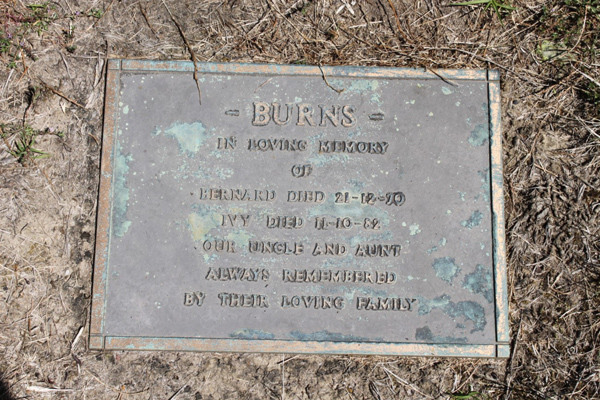 - BURNS -
IN LOVING MEMORY
OF
BERNARD DIED 21-12-70
IVY DIED 11-10-82
OUR UNCLE AND AUNT
ALWAYS REMEMBERED
BY THEIR LOVING FAMILY